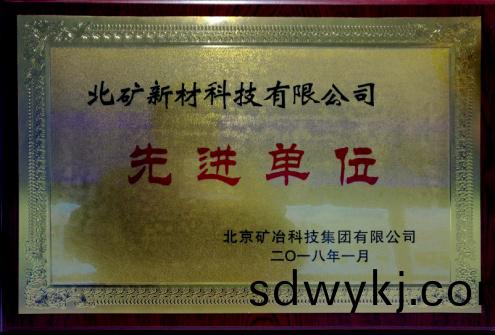 北矿新材科技有限公司
先进单位
北京矿冶科技集团有限公司
二〇一八年一月
sdwykj.com